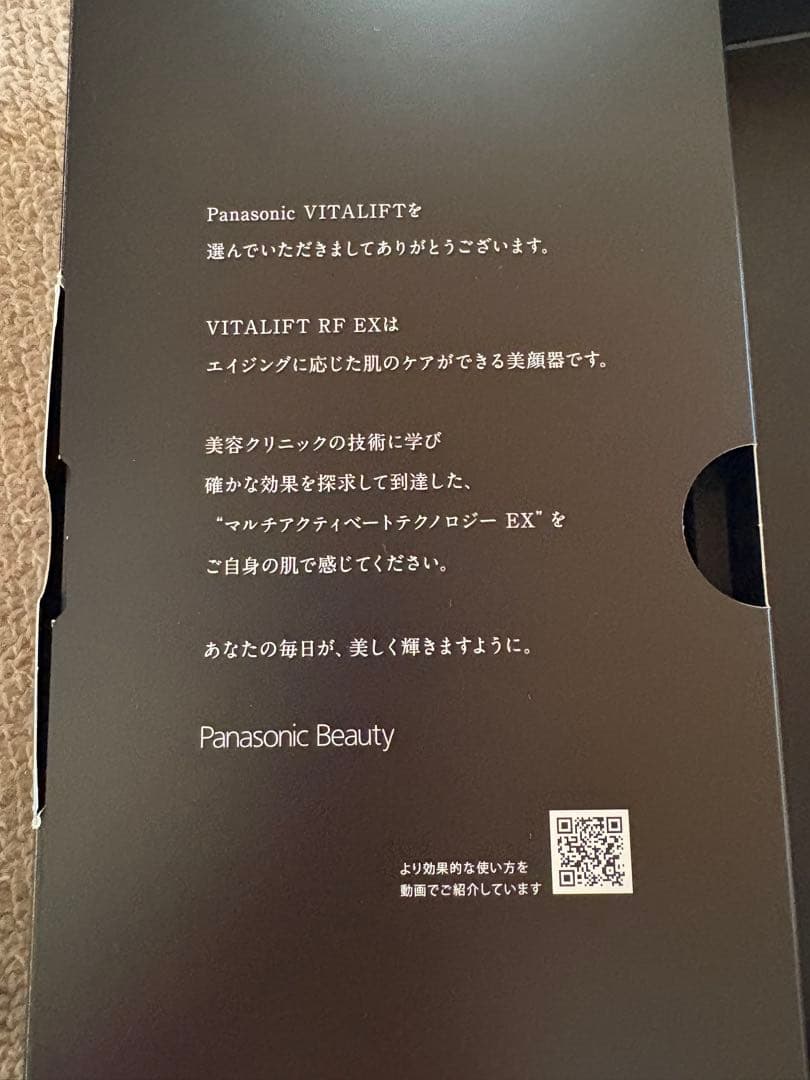 Panasonic VITALIFTを
選んでいただきましてありがとうございます。
VITALIFT RF EXは
エイジングに応じた肌のケアができる美顔器です。
美容クリニックの技術に学び
確かな効果を探求して到達した、
“マルチアクティベートテクノロジー EX”を
ご自身の肌で感じてください。
あなたの毎日が、美しく輝きますように。
Panasonic Beauty
より効果的な使い方を
動画でご紹介しています